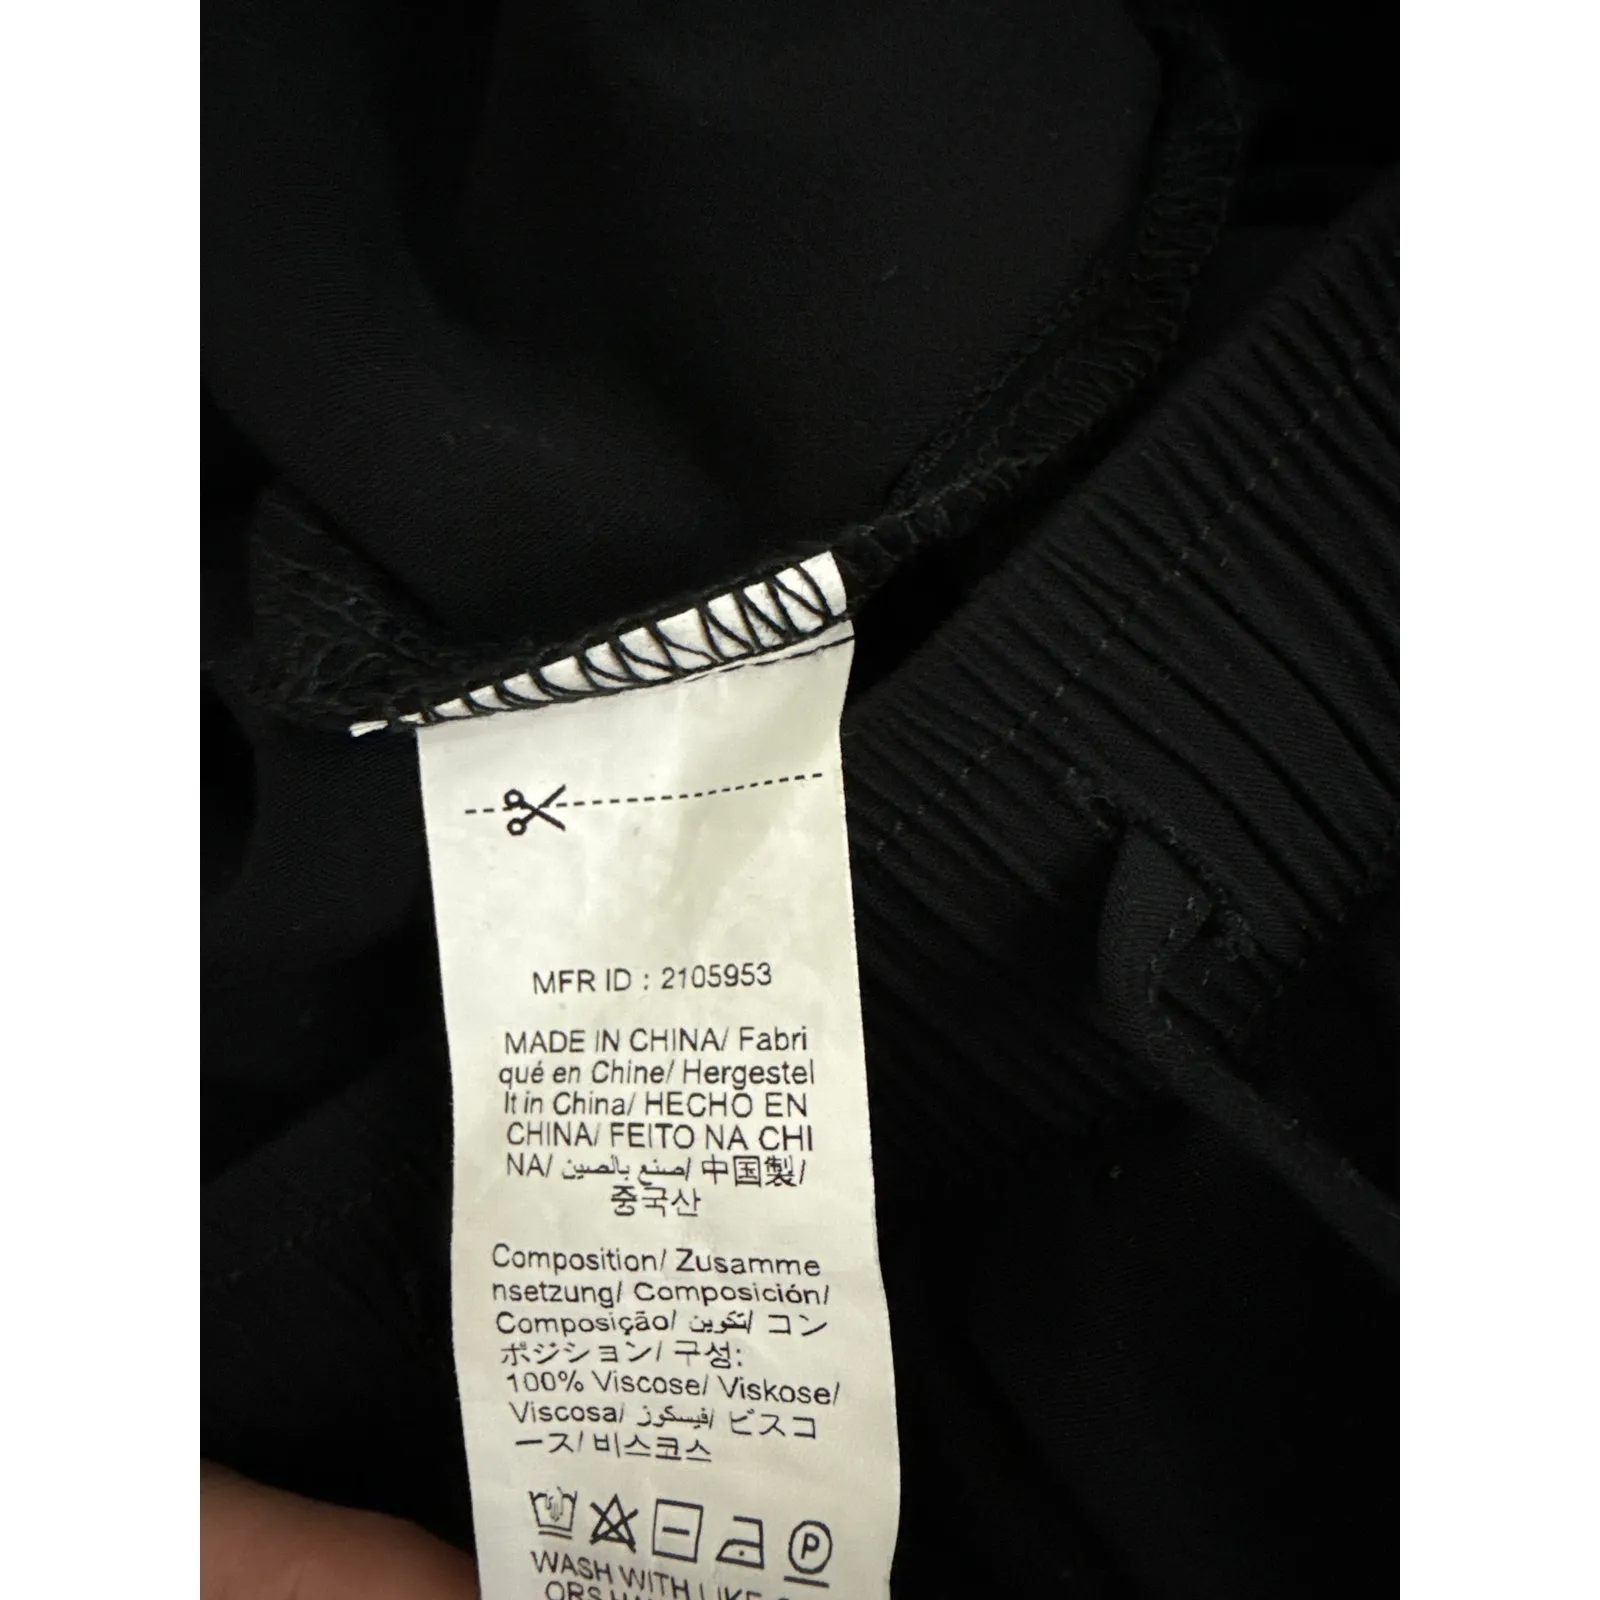 MFR ID : 2105953
MADE IN CHINA/ Fabri
qué en Chine/ Hergestel
lt in China/ HECHO EN
CHINA/ FEITO NA CHI
NA/ صنع بالصين/ 中国製/
중국산
Composition/ Zusamme
nsetzung/ Composición/
Composição/ تكوين/ コン
ポジション/ 구성:
100% Viscose/ Viskose/
Viscosa/ فيسكوز/ ビスコ
ース/ 비스코스
P
WASH WITH LIKE
ORS